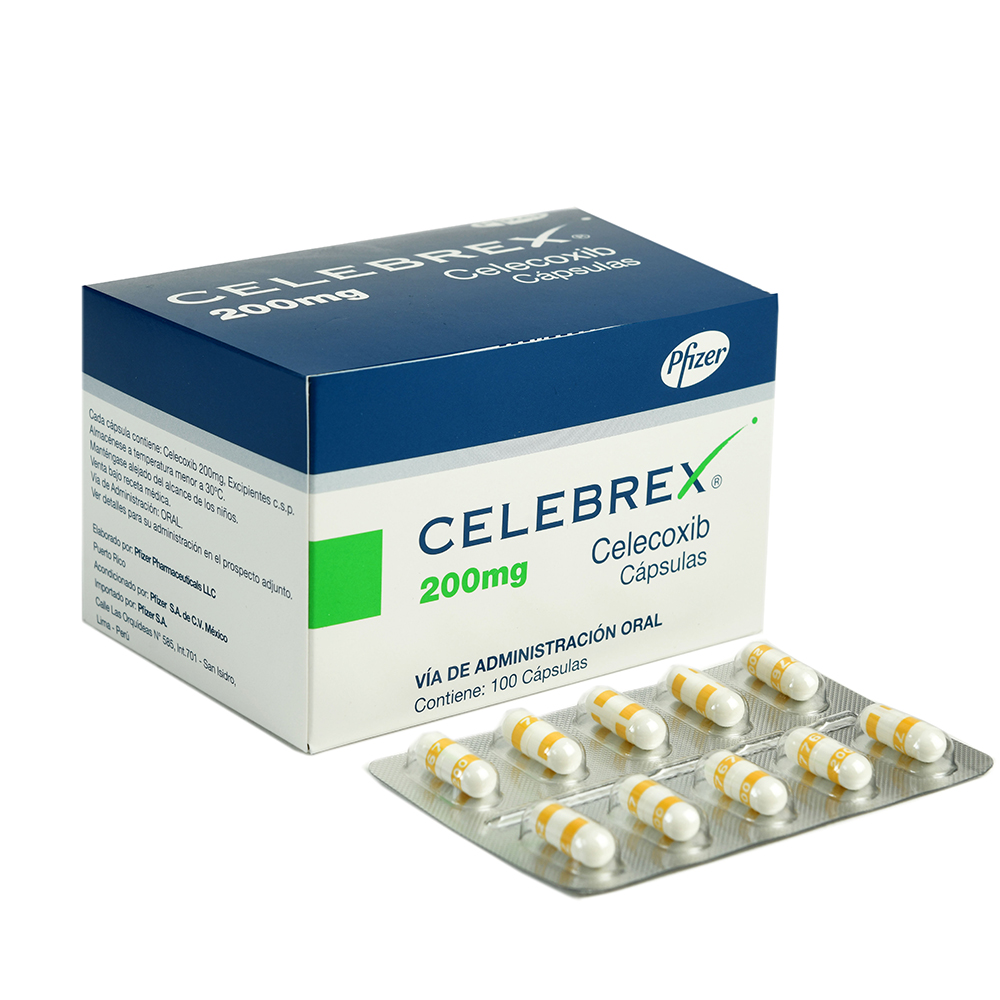 CELEBREX®
200mg
Celecoxib
Cápsulas
Pfizer
CELEBREX®
200mg
Celecoxib
Cápsulas
VÍA DE ADMINISTRACIÓN ORAL
Contiene: 100 Cápsulas
Cada cápsula contiene: Celecoxib 200mg, Excipientes c.s.p.
Almacénese a temperatura menor a 30ºC.
Manténgase alejado del alcance de los niños.
Venta bajo receta médica.
Vía de Administración: ORAL.
Ver detalles para su administración en el prospecto adjunto.
Elaborado por: Pfizer Pharmaceuticals LLC
Puerto Rico
Acondicionado por: Pfizer S.A. de C.V. México
Importado por: Pfizer S.A.
Calle Las Orquídeas N° 585, Int.701 - San Isidro,
Lima - Perú
7767
200